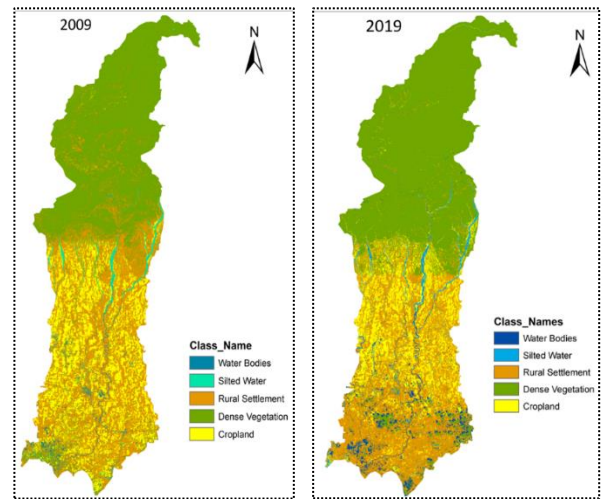 2009
N
Class_Name
Water Bodies
Silted Water
Rural Settlement
Dense Vegetation
Cropland
2019
N
Class_Names
Water Bodies
Silted Water
Rural Settlement
Dense Vegetation
Cropland